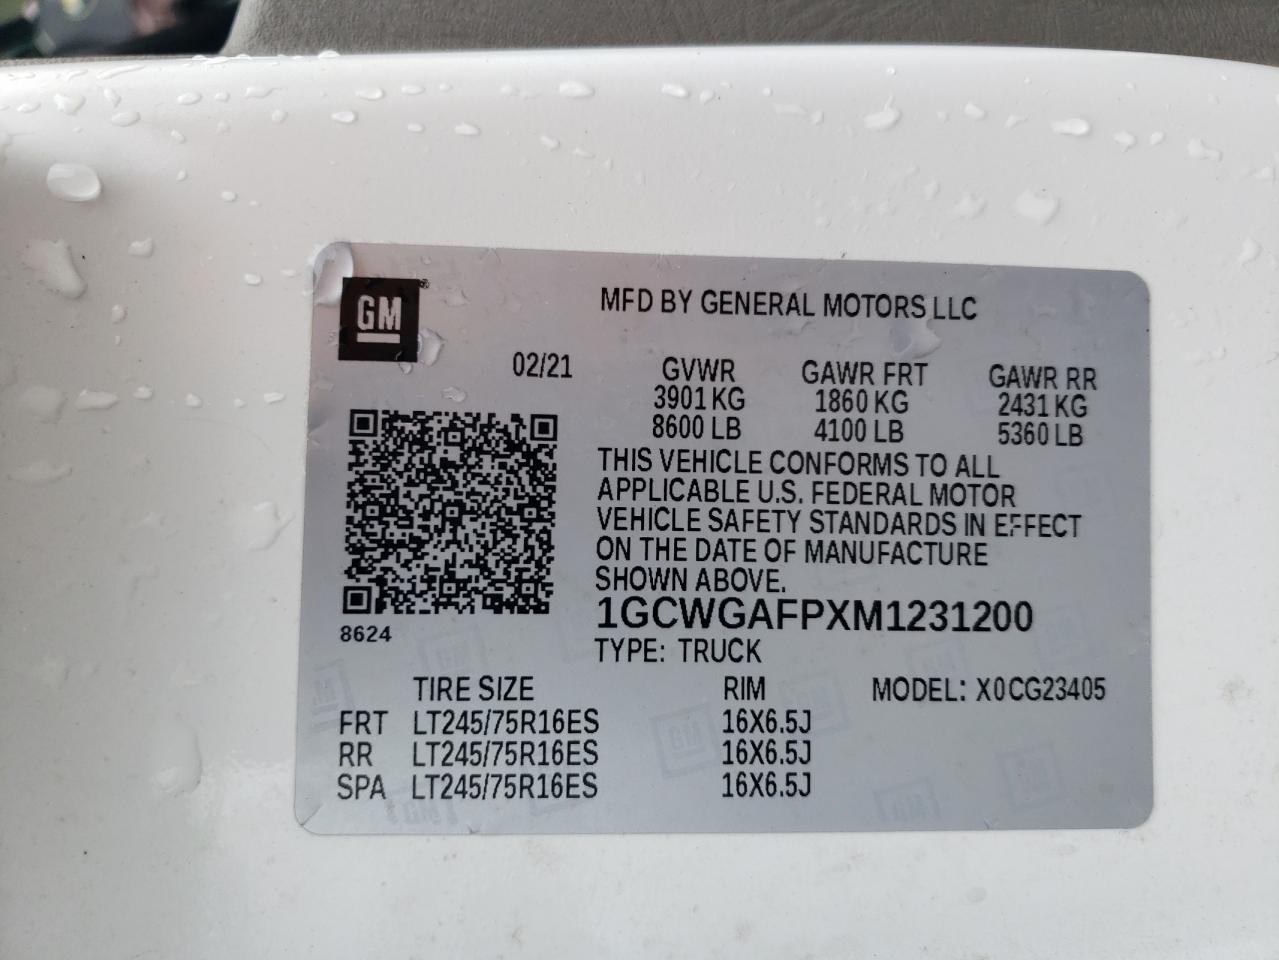 GM®
MFD BY GENERAL MOTORS LLC
02/21
GVWR GAWR FRT GAWR RR
3901 KG 1860 KG 2431 KG
8600 LB 4100 LB 5360 LB
THIS VEHICLE CONFORMS TO ALL
APPLICABLE U.S. FEDERAL MOTOR
VEHICLE SAFETY STANDARDS IN EFFECT
ON THE DATE OF MANUFACTURE
SHOWN ABOVE.
1GCWGAFPXM1231200
8624
TYPE: TRUCK
TIRE SIZE RIM MODEL: X0CG23405
FRT LT245/75R16ES 16X6.5J
RR LT245/75R16ES 16X6.5J
SPA LT245/75R16ES 16X6.5J